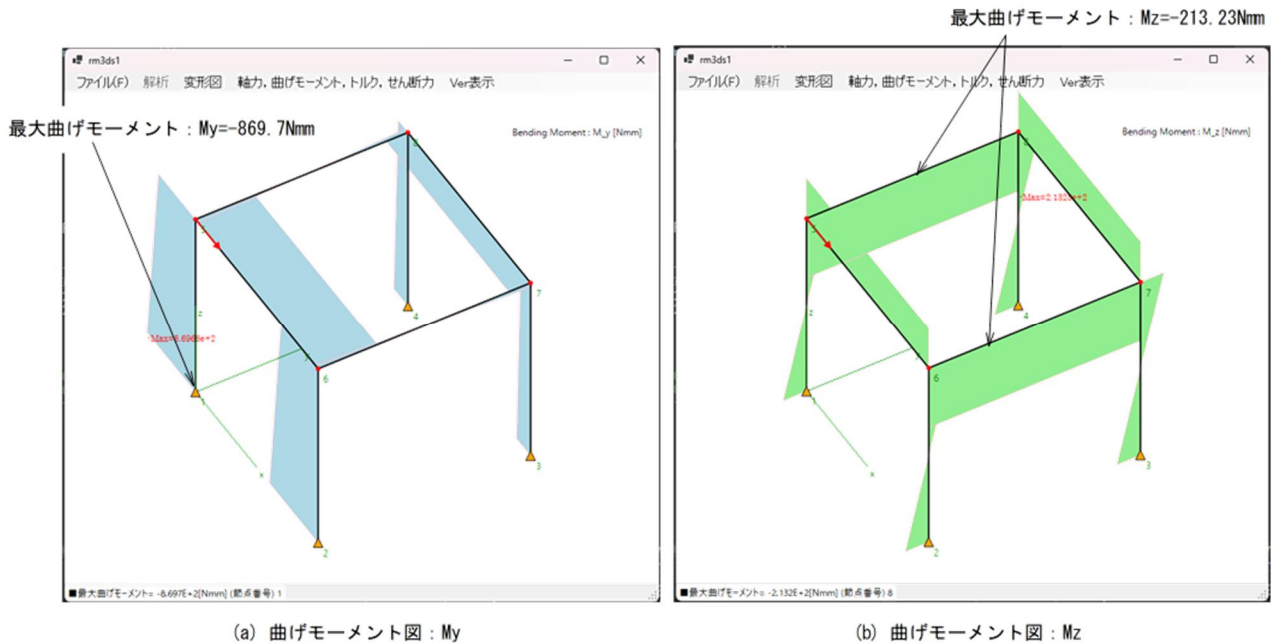 最大曲げモーメント：Mz=-213.23Nmm
rm3ds1
ファイル(F) 解析 変形図 軸力,曲げモーメント,トルク,せん断力 Ver表示
最大曲げモーメント：My=-869.7Nmm
Bending Moment : M_y [Nmm]
8
5
7
z
4
y
6
1
x
3
2
■最大曲げモーメント= -8.697E+2[Nmm] (節点番号) 1
(a) 曲げモーメント図：My
rm3ds1
ファイル(F) 解析 変形図 軸力,曲げモーメント,トルク,せん断力 Ver表示
Bending Moment : M_z [Nmm]
8
5
7
z
4
y
6
1
x
3
2
■最大曲げモーメント= -2.132E+2[Nmm] (節点番号) 8
(b) 曲げモーメント図：Mz